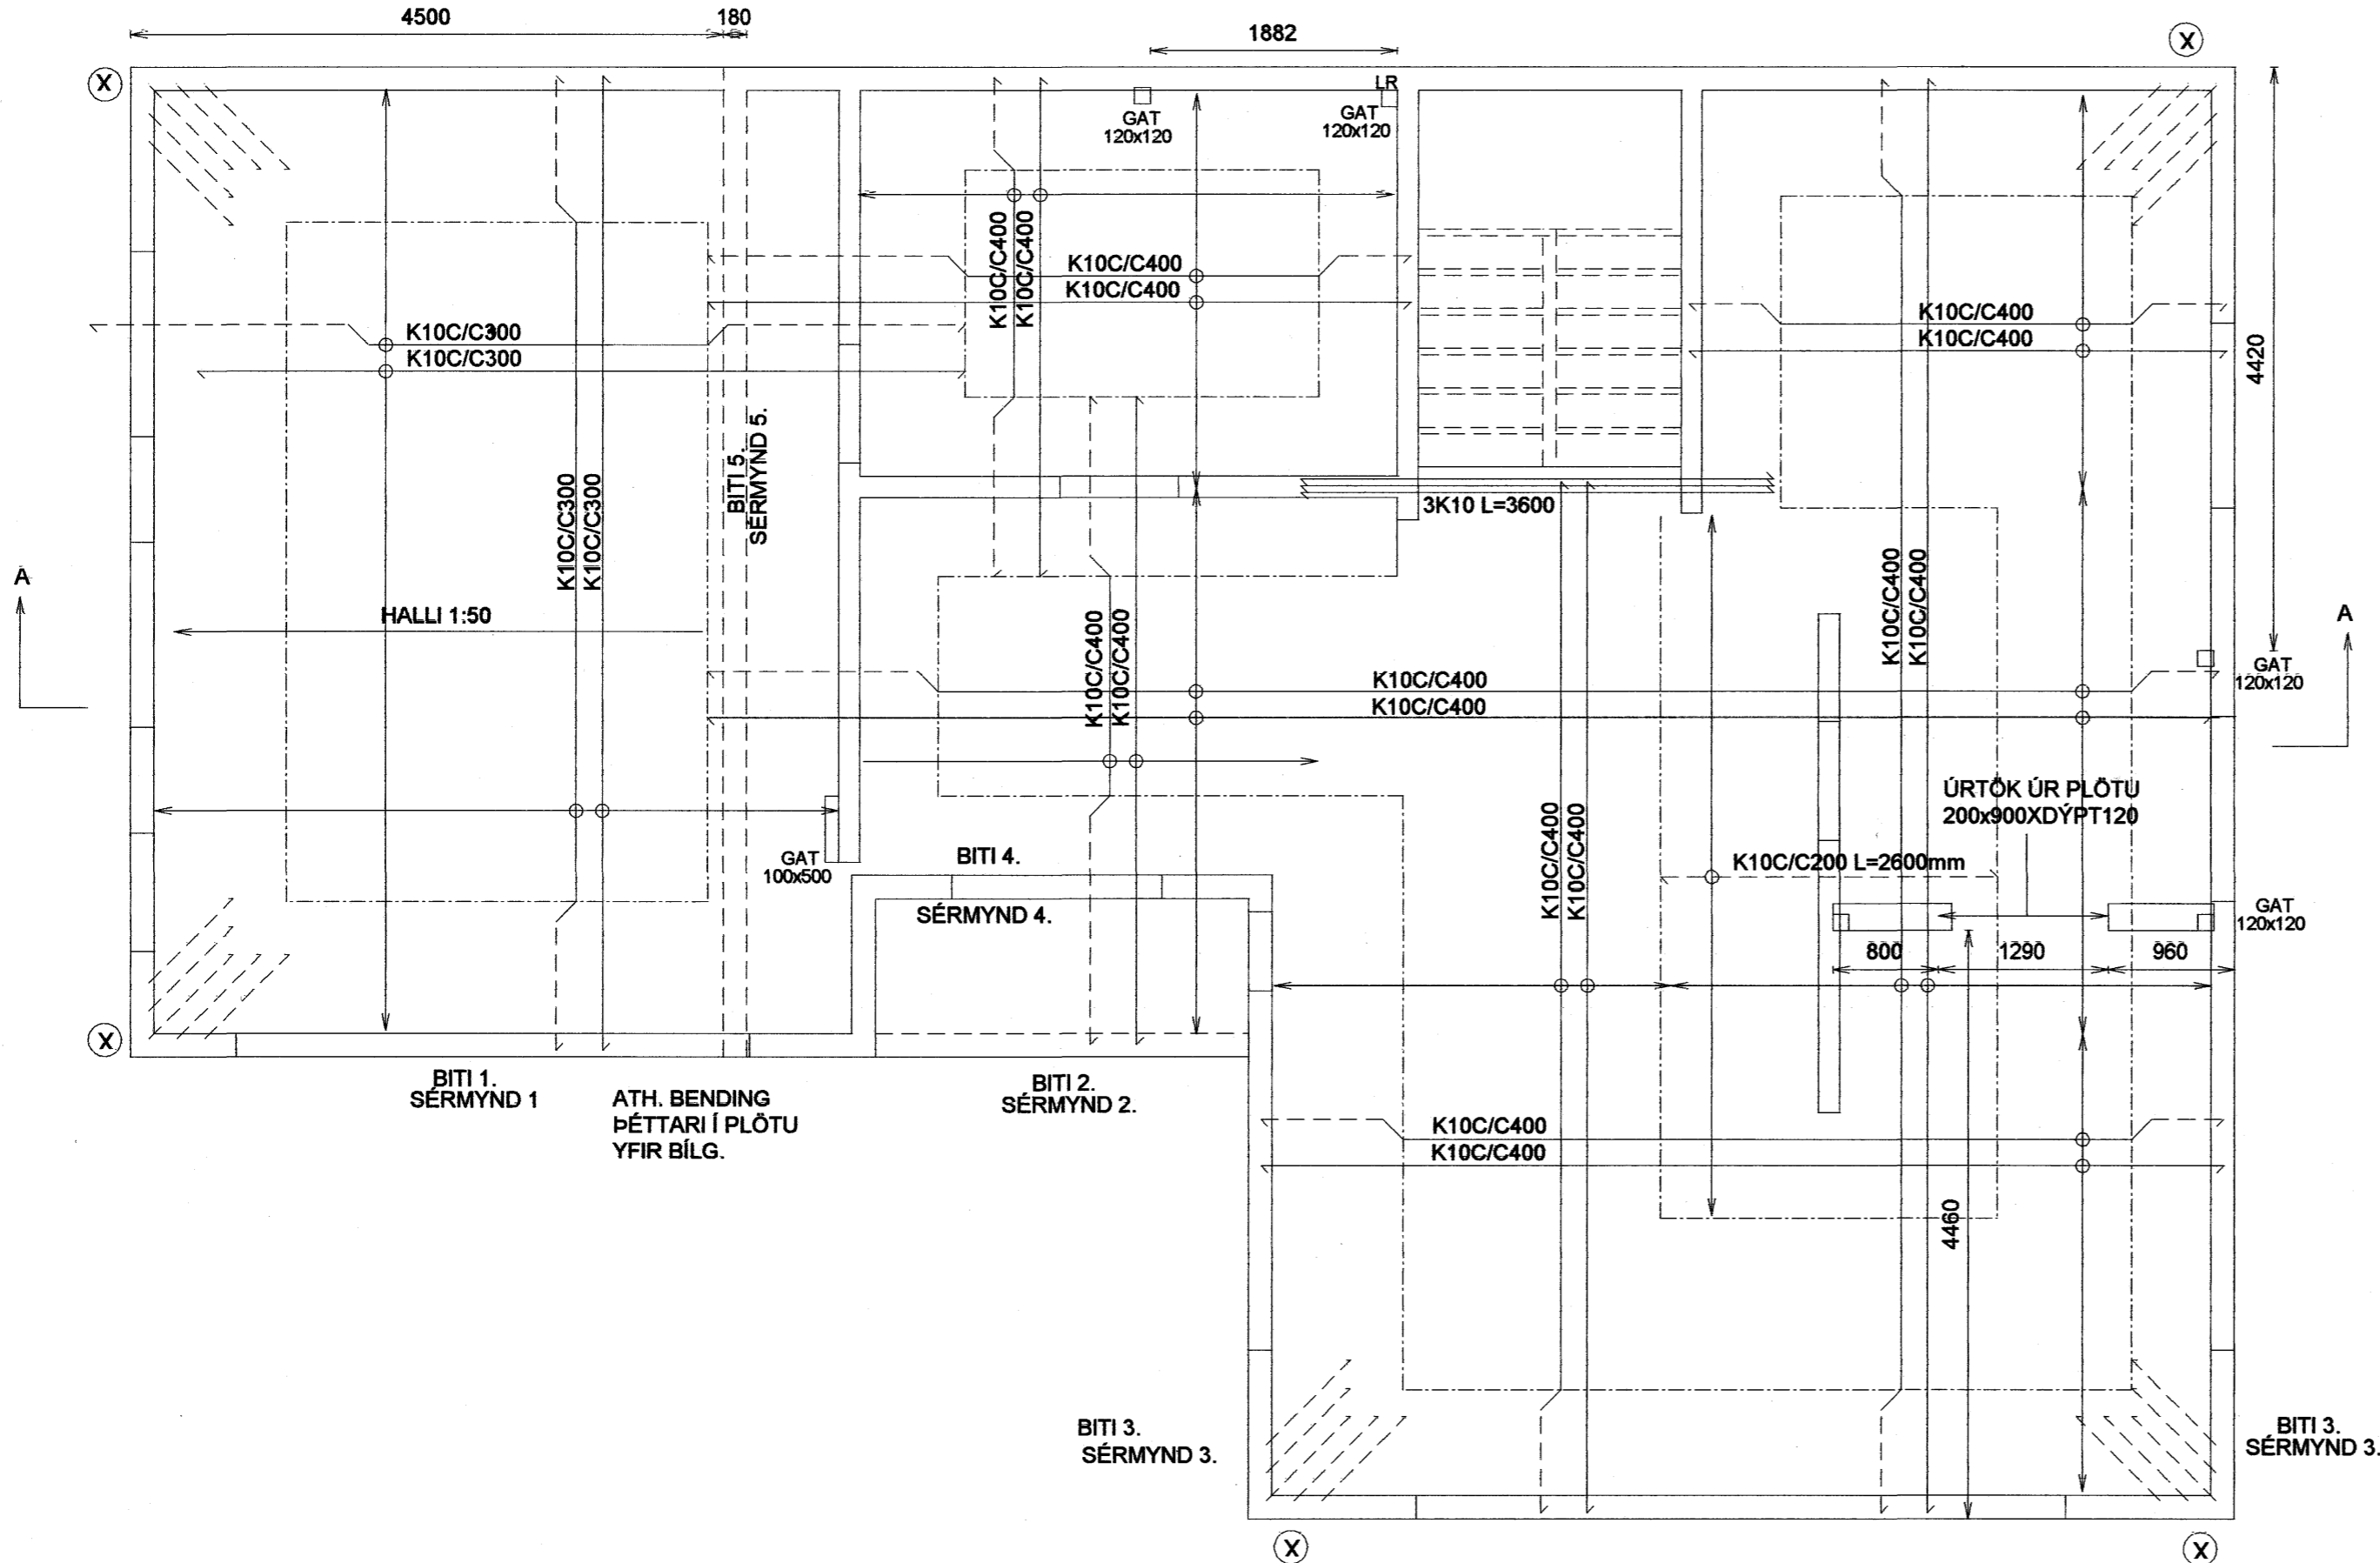 4500
180
1882
X
X
LR
GAT
120x120
GAT
120x120
K10C/C400
K10C/C400
K10C/C400
K10C/C400
K10C/C300
K10C/C300
K10C/C400
K10C/C400
4420
BITI 5.
SÉRMYND 5.
K10C/C300
K10C/C300
3K10 L=3600
A
A
HALLI 1:50
K10C/C400
K10C/C400
K10C/C400
K10C/C400
K10C/C400
K10C/C400
GAT
120x120
ÚRTÖK ÚR PLÖTU
200x900XDÝPT120
K10C/C400
K10C/C400
GAT
100x500
BITI 4.
SÉRMYND 4.
K10C/C200 L=2600mm
GAT
120x120
800
1290
960
X
BITI 1.
SÉRMYND 1
ATH. BENDING
ÞÉTTARI Í PLÖTU
YFIR BÍLG.
BITI 2.
SÉRMYND 2.
K10C/C400
K10C/C400
4460
BITI 3.
SÉRMYND 3.
BITI 3.
SÉRMYND 3.
X
X